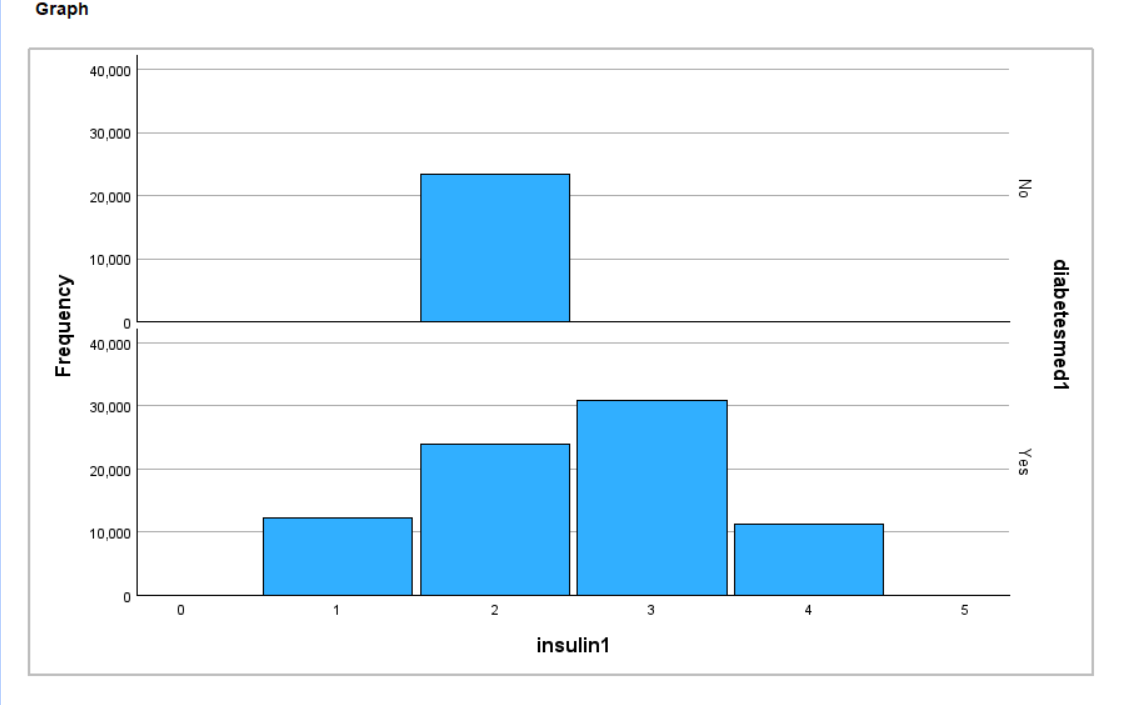 Graph
40,000
30,000
20,000
10,000
0
No
40,000
30,000
20,000
10,000
0
Yes
Frequency
diabetesmed1
0 1 2 3 4 5
insulin1